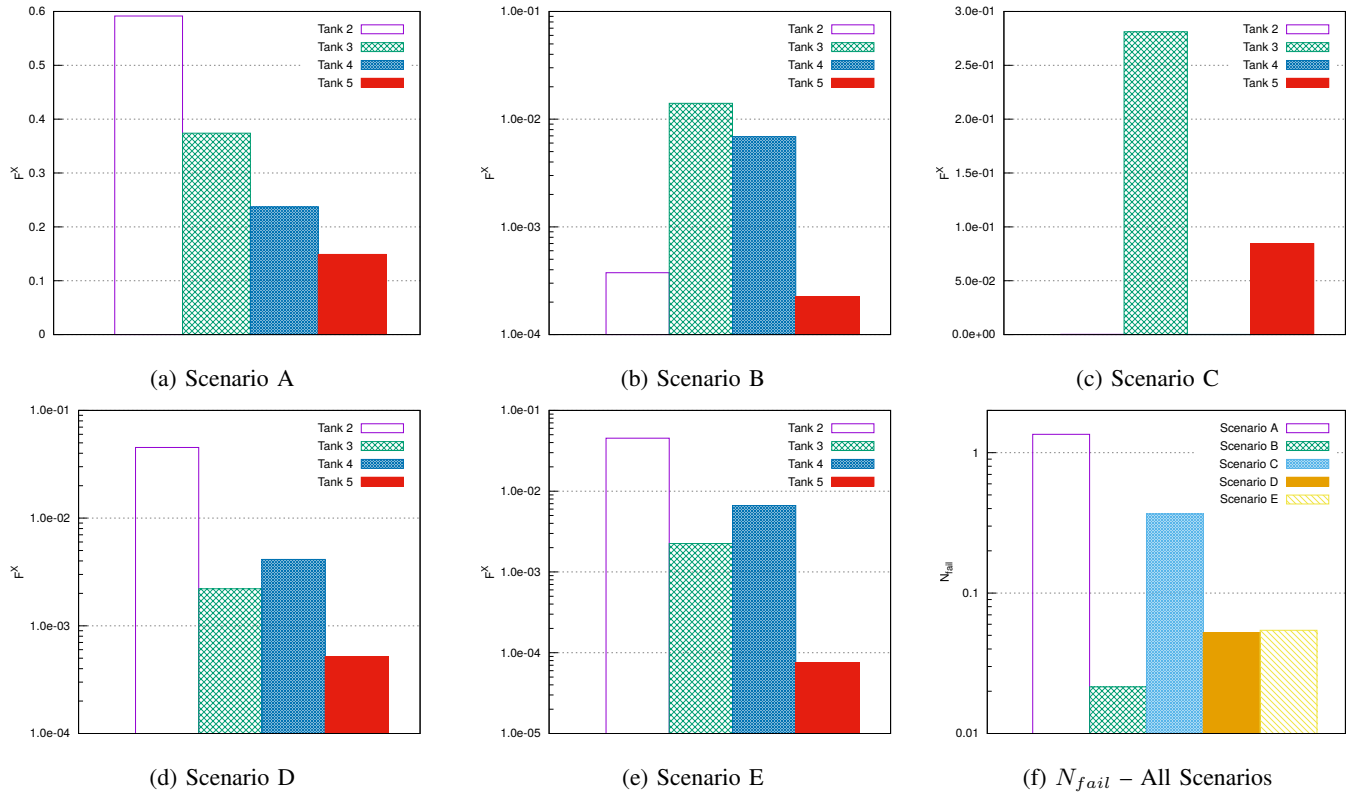 0.6
0.5
0.4
0.3
0.2
0.1
0
F^X
Tank 2
Tank 3
Tank 4
Tank 5
(a) Scenario A
1.0e-01
1.0e-02
1.0e-03
1.0e-04
F^X
Tank 2
Tank 3
Tank 4
Tank 5
(b) Scenario B
3.0e-01
2.5e-01
2.0e-01
1.5e-01
1.0e-01
5.0e-02
0.0e+00
F^X
Tank 2
Tank 3
Tank 4
Tank 5
(c) Scenario C
1.0e-01
1.0e-02
1.0e-03
1.0e-04
F^X
Tank 2
Tank 3
Tank 4
Tank 5
(d) Scenario D
1.0e-01
1.0e-02
1.0e-03
1.0e-04
1.0e-05
F^X
Tank 2
Tank 3
Tank 4
Tank 5
(e) Scenario E
1
0.1
0.01
N_fail
Scenario A
Scenario B
Scenario C
Scenario D
Scenario E
(f) N_fail – All Scenarios